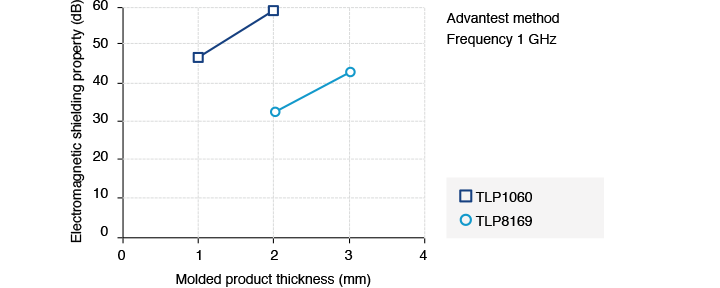 Electromagnetic shielding property (dB)
60
50
40
30
20
10
0
0 1 2 3 4
Molded product thickness (mm)
Advantest method
Frequency 1 GHz
TLP1060
TLP8169